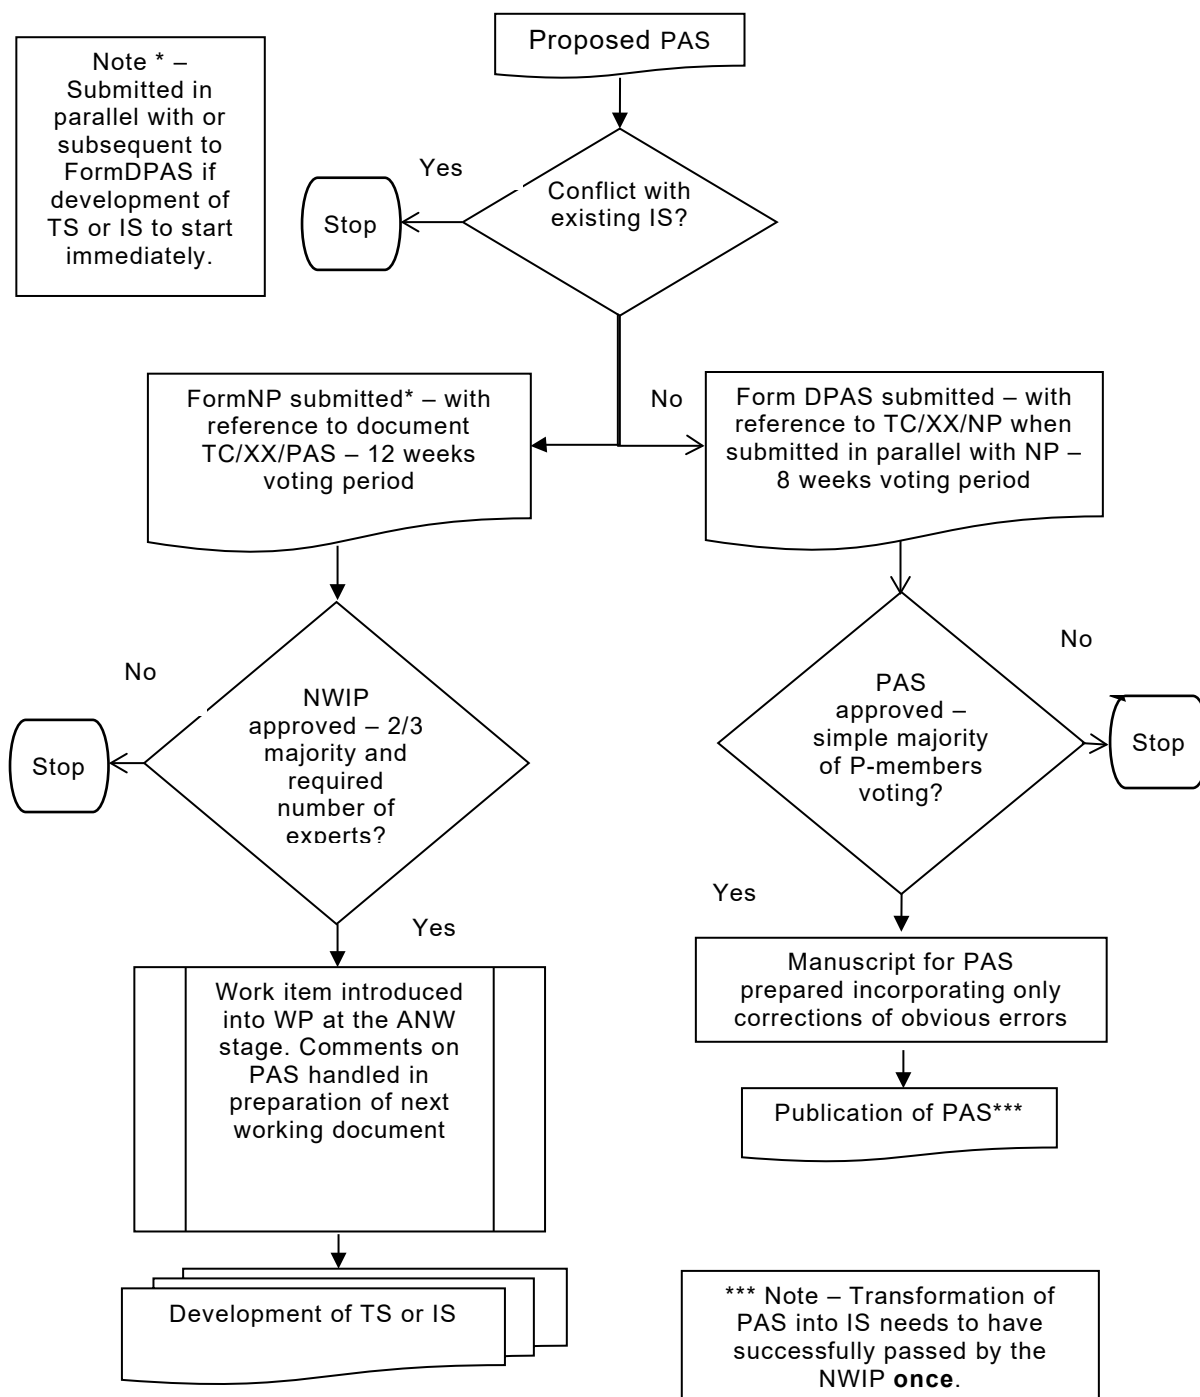 Proposed PAS
Note * –
Submitted in
parallel with or
subsequent to
FormDPAS if
development of
TS or IS to start
immediately.
Yes
Conflict with
existing IS?
Stop
FormNP submitted* – with
reference to document
TC/XX/PAS – 12 weeks
voting period
No
Form DPAS submitted – with
reference to TC/XX/NP when
submitted in parallel with NP –
8 weeks voting period
No
NWIP
approved – 2/3
majority and
required
number of
experts?
Stop
No
PAS
approved –
simple majority
of P-members
voting?
Stop
Yes
Yes
Work item introduced
into WP at the ANW
stage. Comments on
PAS handled in
preparation of next
working document
Manuscript for PAS
prepared incorporating only
corrections of obvious errors
Publication of PAS***
Development of TS or IS
*** Note – Transformation of
PAS into IS needs to have
successfully passed by the
NWIP once.